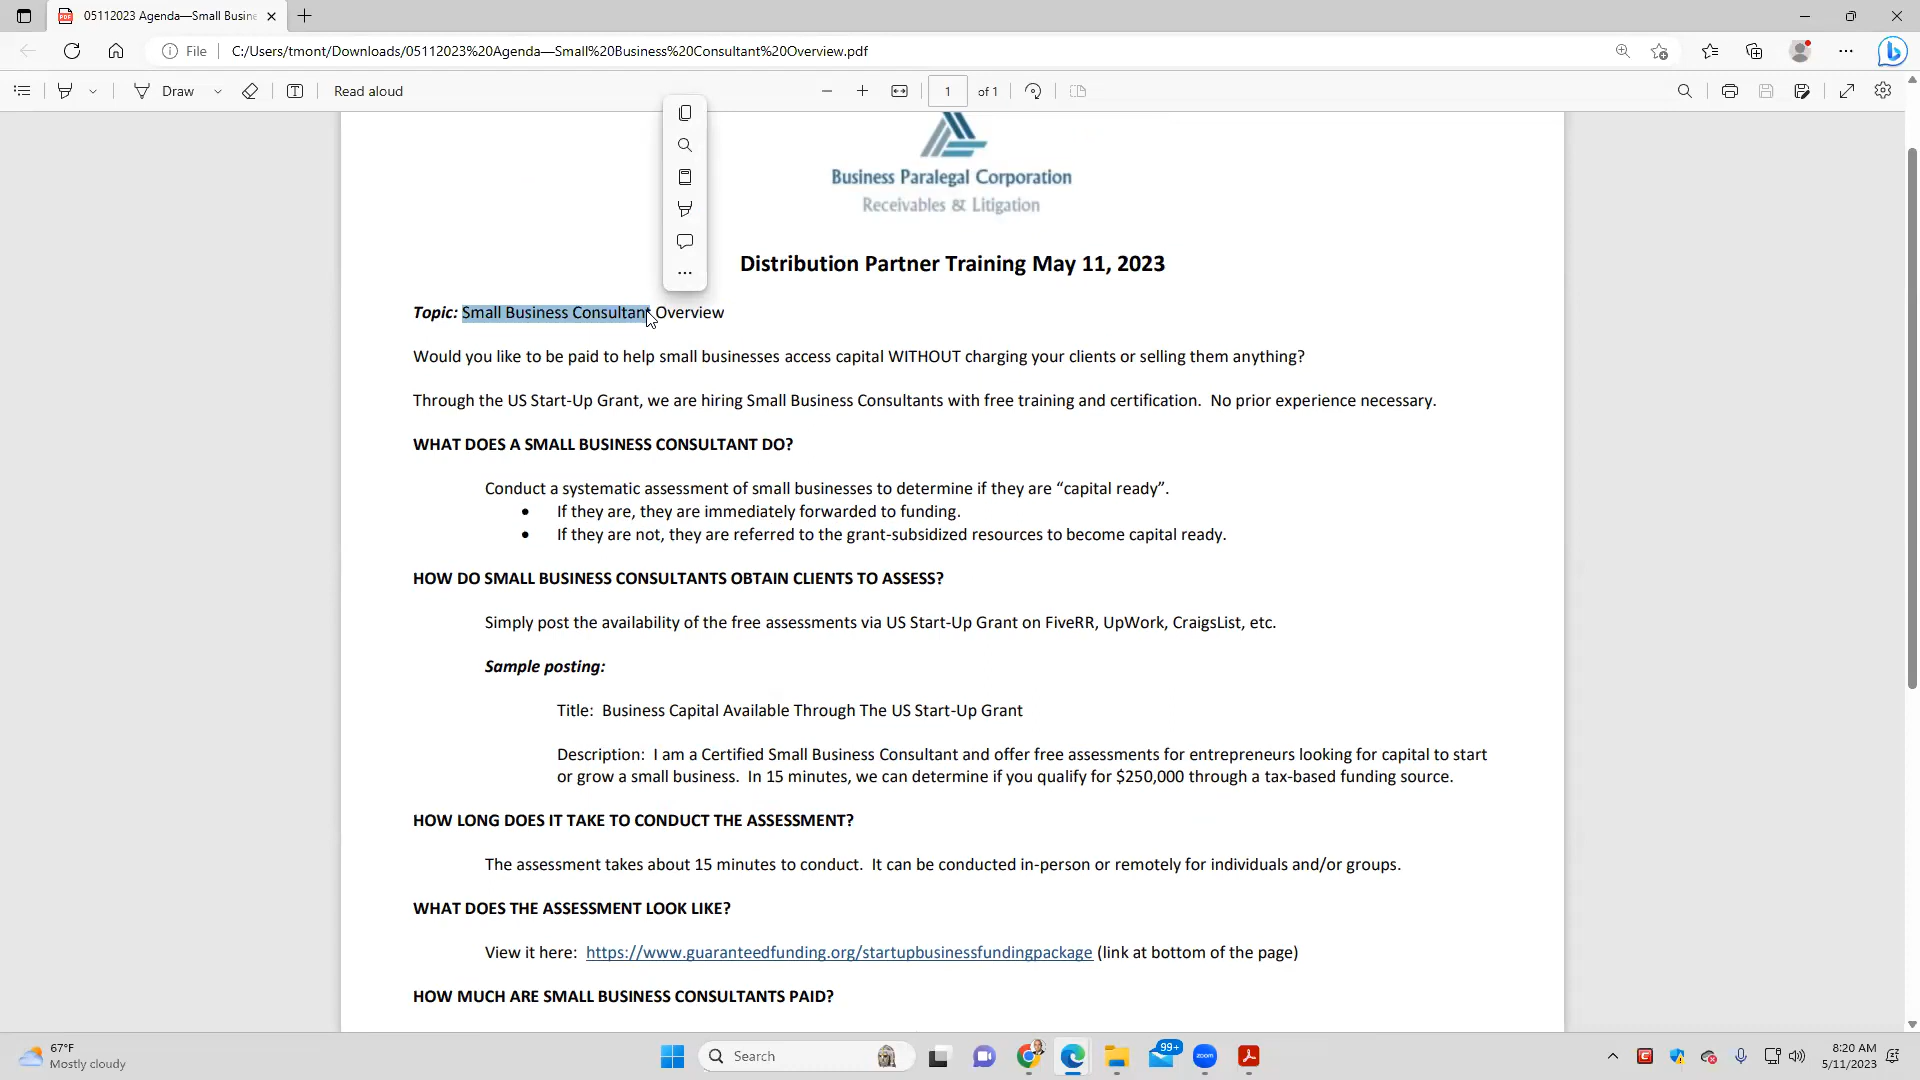 05112023 Agenda—Small Busine
File
C:/Users/tmont/Downloads/05112023%20Agenda—Small%20Business%20Consultant%20Overview.pdf
Draw
Read aloud
1
of 1
Business Paralegal Corporation
Receivables & Litigation
Distribution Partner Training May 11, 2023
Topic: Small Business Consultant Overview
Would you like to be paid to help small businesses access capital WITHOUT charging your clients or selling them anything?
Through the US Start-Up Grant, we are hiring Small Business Consultants with free training and certification. No prior experience necessary.
WHAT DOES A SMALL BUSINESS CONSULTANT DO?
Conduct a systematic assessment of small businesses to determine if they are “capital ready”.
• If they are, they are immediately forwarded to funding.
• If they are not, they are referred to the grant-subsidized resources to become capital ready.
HOW DO SMALL BUSINESS CONSULTANTS OBTAIN CLIENTS TO ASSESS?
Simply post the availability of the free assessments via US Start-Up Grant on FiveRR, UpWork, CraigsList, etc.
Sample posting:
Title: Business Capital Available Through The US Start-Up Grant
Description: I am a Certified Small Business Consultant and offer free assessments for entrepreneurs looking for capital to start
or grow a small business. In 15 minutes, we can determine if you qualify for $250,000 through a tax-based funding source.
HOW LONG DOES IT TAKE TO CONDUCT THE ASSESSMENT?
The assessment takes about 15 minutes to conduct. It can be conducted in-person or remotely for individuals and/or groups.
WHAT DOES THE ASSESSMENT LOOK LIKE?
View it here: https://www.guaranteedfunding.org/startupbusinessfundingpackage (link at bottom of the page)
HOW MUCH ARE SMALL BUSINESS CONSULTANTS PAID?
67°F
Mostly cloudy
Search
99+
zoom
8:20 AM
5/11/2023